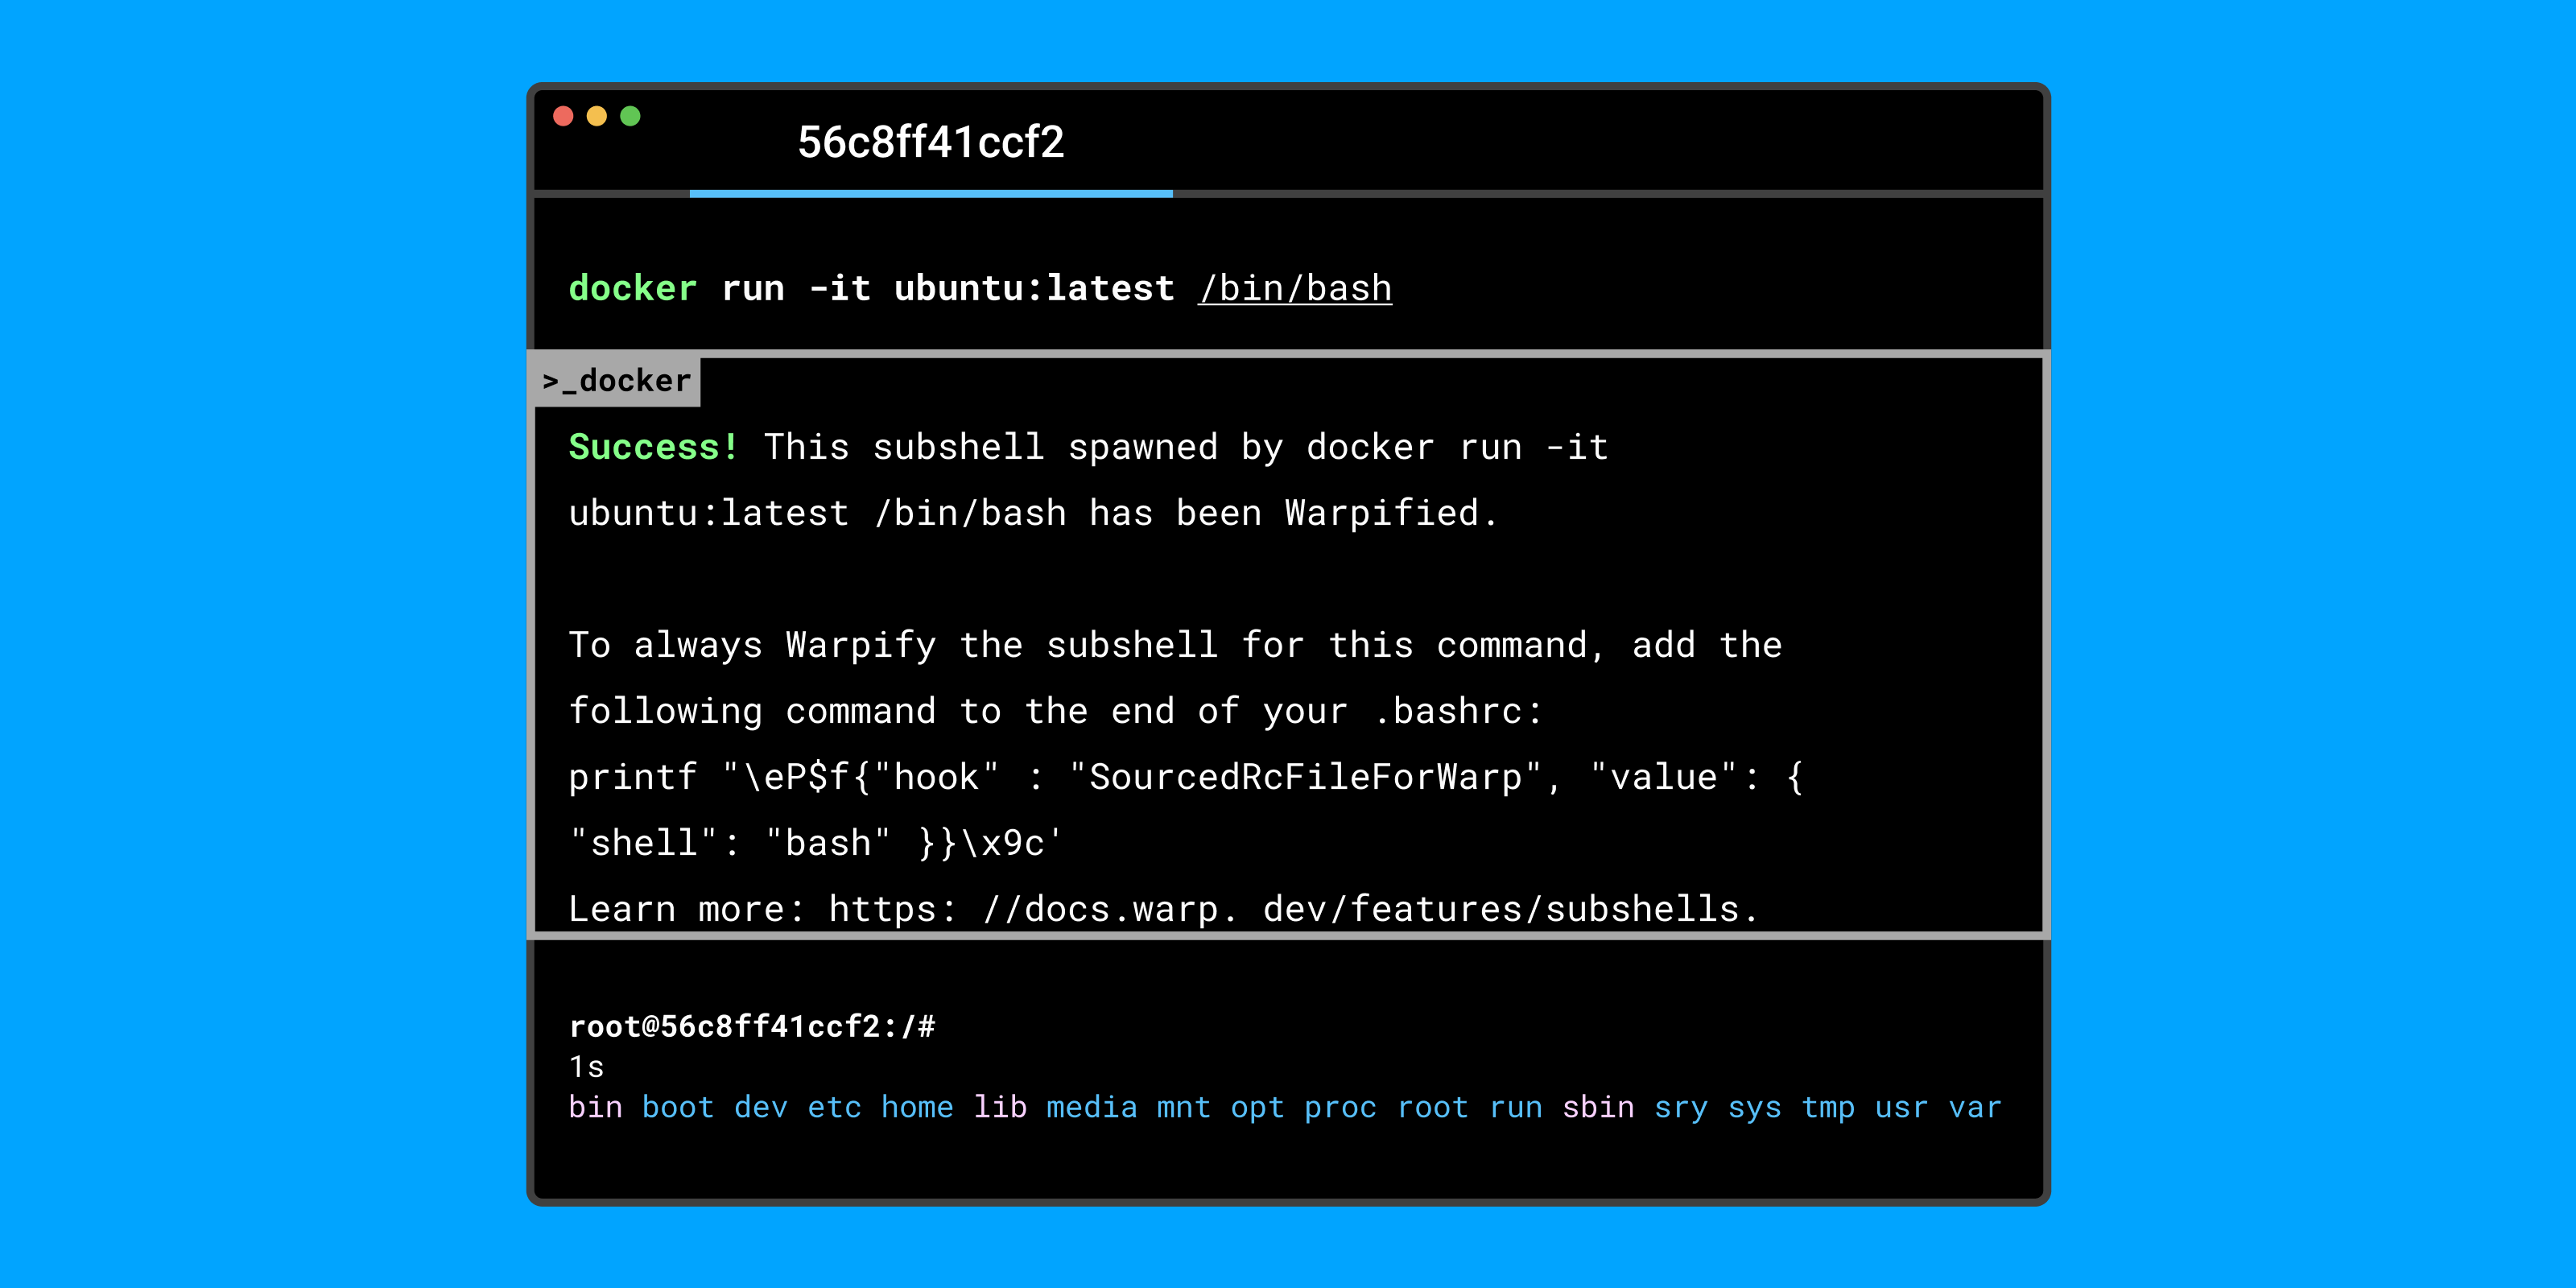 56c8ff41ccf2
docker run -it ubuntu:latest /bin/bash
>_docker
Success! This subshell spawned by docker run -it
ubuntu:latest /bin/bash has been Warpified.
To always Warpify the subshell for this command, add the
following command to the end of your .bashrc:
printf "\eP$f{"hook" : "SourcedRcFileForWarp", "value": {
"shell": "bash" }}\x9c'
Learn more: https: //docs.warp. dev/features/subshells.
root@56c8ff41ccf2:/#
1s
bin boot dev etc home lib media mnt opt proc root run sbin sry sys tmp usr var